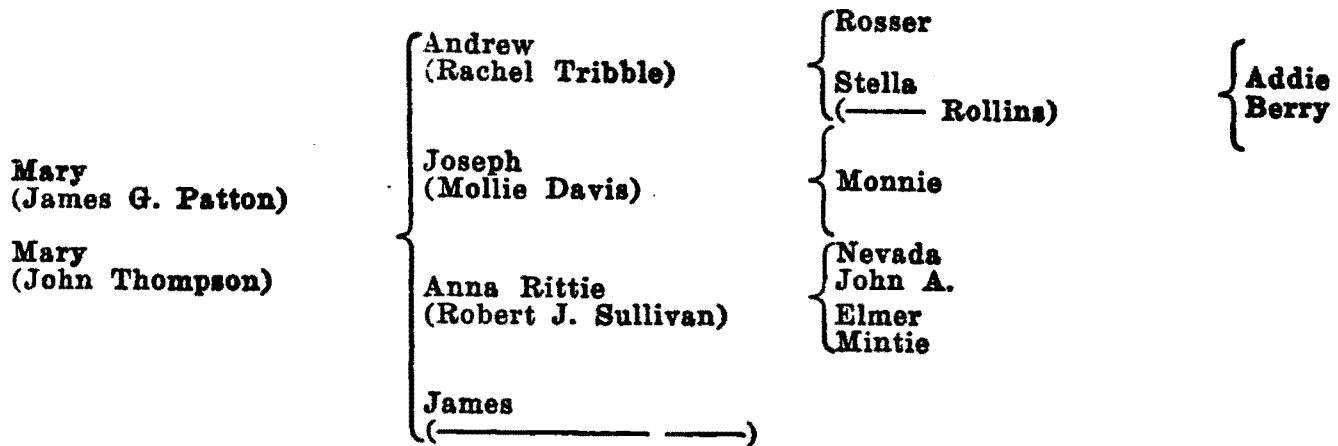 Mary
(James G. Patton)
Mary
(John Thompson)
Andrew
(Rachel Tribble)
Joseph
(Mollie Davis)
Anna Rittie
(Robert J. Sullivan)
James
(———— ———)
Rosser
Stella
(——— Rollins)
Monnie
Nevada
John A.
Elmer
Mintie
Addie
Berry